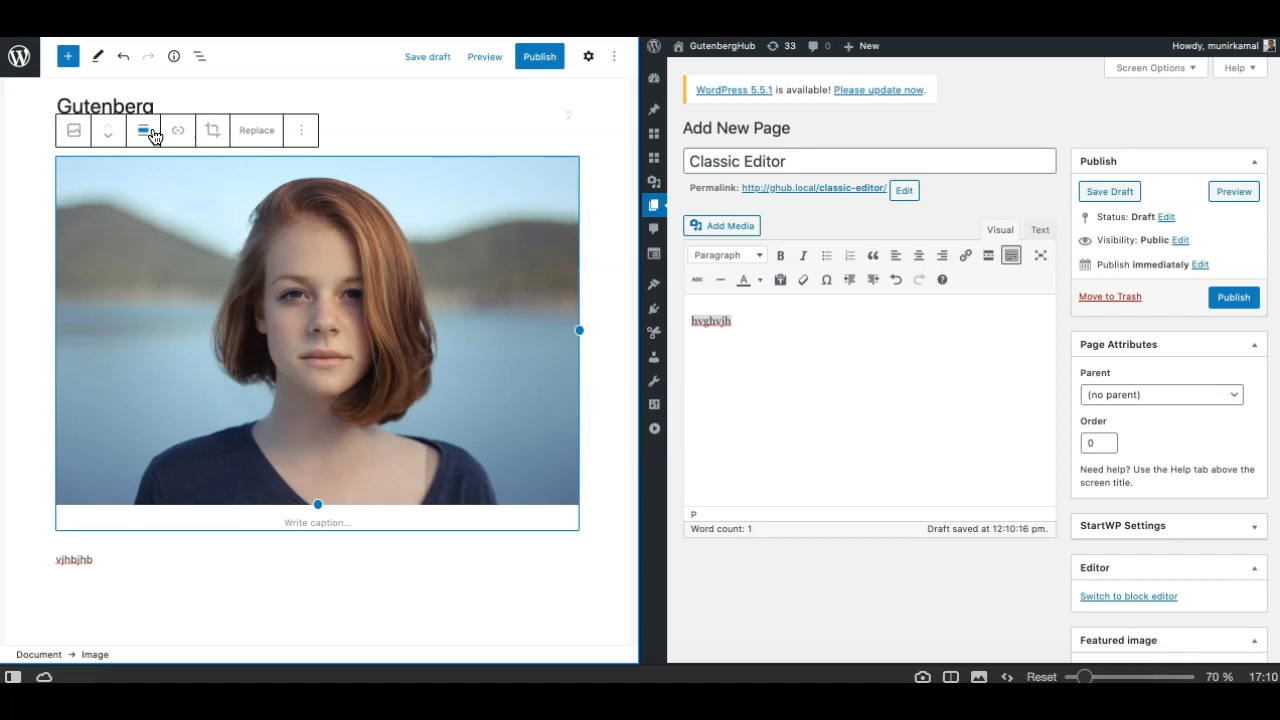 Save draft
Preview
Publish
Gutenberg
Replace
Write caption...
vjhbjhb
Document → Image
GutenbergHub
33
0
+ New
Howdy, munirkamal
Screen Options ▼
Help ▼
WordPress 5.5.1 is available! Please update now.
Add New Page
Classic Editor
Permalink: http://ghub.local/classic-editor/ Edit
Add Media
Visual
Text
Paragraph
B
I
ABC
A
hvghvjh
P
Word count: 1
Draft saved at 12:10:16 pm.
Publish
Save Draft
Preview
Status: Draft Edit
Visibility: Public Edit
Publish immediately Edit
Move to Trash
Publish
Page Attributes
Parent
(no parent)
Order
0
Need help? Use the Help tab above the
screen title.
StartWP Settings
Editor
Switch to block editor
Featured image
Reset
70 %
17:10